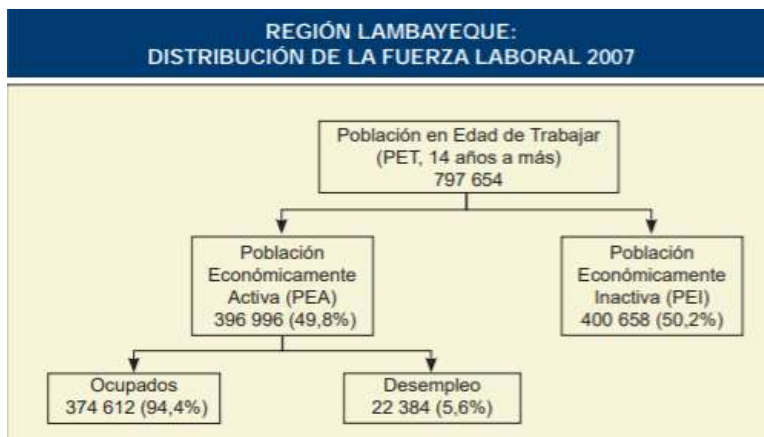 REGIÓN LAMBAYEQUE:
DISTRIBUCIÓN DE LA FUERZA LABORAL 2007
Población en Edad de Trabajar
(PET, 14 años a más)
797 654
Población
Económicamente
Activa (PEA)
396 996 (49,8%)
Población
Económicamente
Inactiva (PEI)
400 658 (50,2%)
Ocupados
374 612 (94,4%)
Desempleo
22 384 (5,6%)